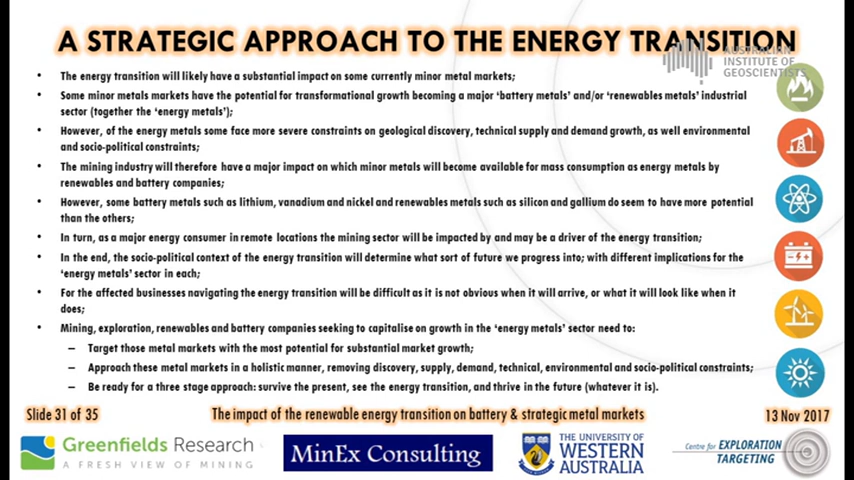 A STRATEGIC APPROACH TO THE ENERGY TRANSITION
AUSTRALIAN
INSTITUTE OF
GEOSCIENTISTS
• The energy transition will likely have a substantial impact on some currently minor metal markets;
• Some minor metals markets have the potential for transformational growth becoming a major ‘battery metals’ and/or ‘renewables metals’ industrial
sector (together the ‘energy metals’);
• However, of the energy metals some face more severe constraints on geological discovery, technical supply and demand growth, as well environmental
and socio-political constraints;
• The mining industry will therefore have a major impact on which minor metals will become available for mass consumption as energy metals by
renewables and battery companies;
• However, some battery metals such as lithium, vanadium and nickel and renewables metals such as silicon and gallium do seem to have more potential
than the others;
• In turn, as a major energy consumer in remote locations the mining sector will be impacted by and may be a driver of the energy transition;
• In the end, the socio-political context of the energy transition will determine what sort of future we progress into; with different implications for the
‘energy metals’ sector in each;
• For the affected businesses navigating the energy transition will be difficult as it is not obvious when it will arrive, or what it will look like when it
does;
• Mining, exploration, renewables and battery companies seeking to capitalise on growth in the ‘energy metals’ sector need to:
– Target those metal markets with the most potential for substantial market growth;
– Approach these metal markets in a holistic manner, removing discovery, supply, demand, technical, environmental and socio-political constraints;
– Be ready for a three stage approach: survive the present, see the energy transition, and thrive in the future (whatever it is).
Slide 31 of 35
The impact of the renewable energy transition on battery & strategic metal markets
13 Nov 2017
Greenfields Research
A FRESH VIEW OF MINING
MinEx Consulting
THE UNIVERSITY OF
WESTERN
AUSTRALIA
Centre for EXPLORATION
TARGETING